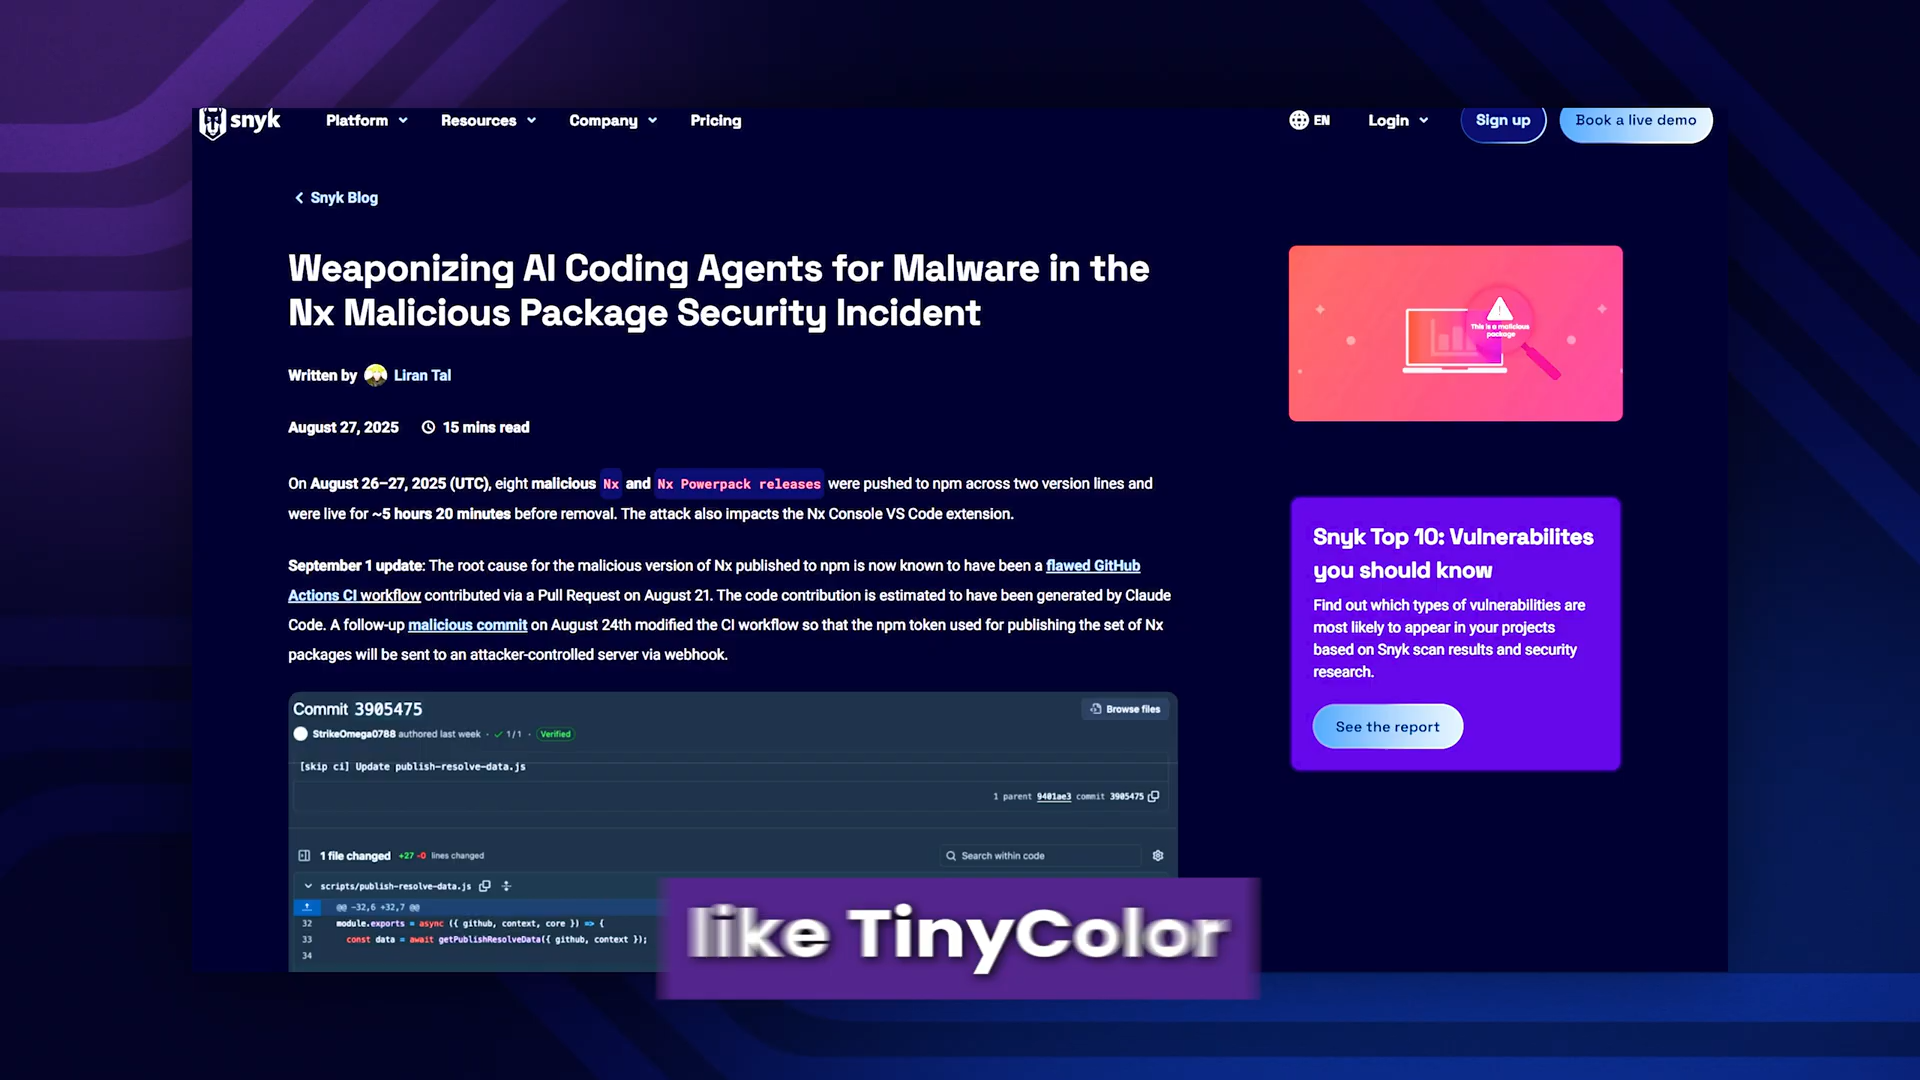 snyk
Platform
Resources
Company
Pricing
EN
Login
Sign up
Book a live demo
Snyk Blog
Weaponizing AI Coding Agents for Malware in the
Nx Malicious Package Security Incident
Written by Liran Tal
August 27, 2025 15 mins read
On August 26–27, 2025 (UTC), eight malicious Nx and Nx Powerpack releases were pushed to npm across two version lines and
were live for ~5 hours 20 minutes before removal. The attack also impacts the Nx Console VS Code extension.
September 1 update: The root cause for the malicious version of Nx published to npm is now known to have been a flawed GitHub
Actions CI workflow contributed via a Pull Request on August 21. The code contribution is estimated to have been generated by Claude
Code. A follow-up malicious commit on August 24th modified the CI workflow so that the npm token used for publishing the set of Nx
packages will be sent to an attacker-controlled server via webhook.
Commit 3905475
Browse files
StrikeOmega0788 authored last week · 1/1 · Verified
[skip ci] Update publish-resolve-data.js
1 parent 9401ae3 commit 3905475
1 file changed +27 -0 lines changed
Search within code
scripts/publish-resolve-data.js
@@ -32,6 +32,7 @@
32 module.exports = async ({ github, context, core }) => {
33 const data = await getPublishResolveData({ github, context });
34
This is a malicious
package
Snyk Top 10: Vulnerabilites
you should know
Find out which types of vulnerabilities are
most likely to appear in your projects
based on Snyk scan results and security
research.
See the report
like TinyColor